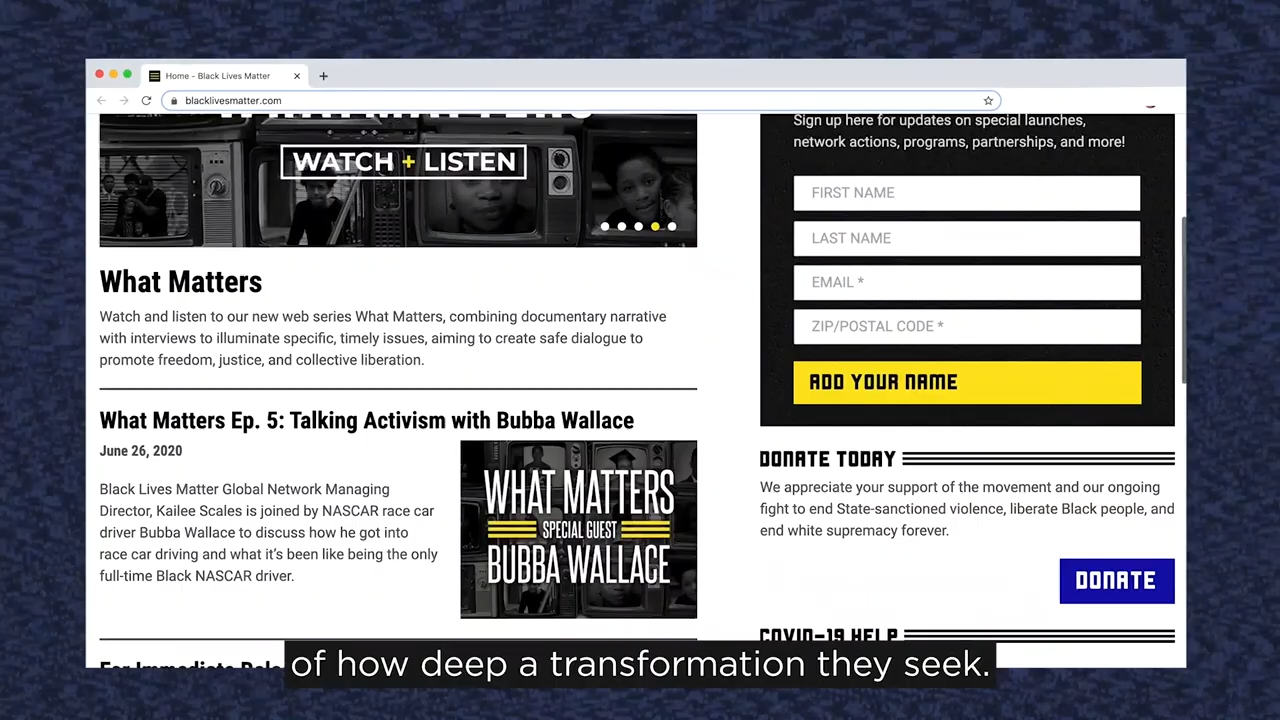 Home - Black Lives Matter
blacklivesmatter.com
WATCH + LISTEN
What Matters
Watch and listen to our new web series What Matters, combining documentary narrative
with interviews to illuminate specific, timely issues, aiming to create safe dialogue to
promote freedom, justice, and collective liberation.
What Matters Ep. 5: Talking Activism with Bubba Wallace
June 26, 2020
Black Lives Matter Global Network Managing
Director, Kailee Scales is joined by NASCAR race car
driver Bubba Wallace to discuss how he got into
race car driving and what it’s been like being the only
full-time Black NASCAR driver.
WHAT MATTERS
SPECIAL GUEST
BUBBA WALLACE
For Immediate
Sign up here for updates on special launches,
network actions, programs, partnerships, and more!
FIRST NAME
LAST NAME
EMAIL *
ZIP/POSTAL CODE *
ADD YOUR NAME
DONATE TODAY
We appreciate your support of the movement and our ongoing
fight to end State-sanctioned violence, liberate Black people, and
end white supremacy forever.
DONATE
COVID-19 HELP
of how deep a transformation they seek.